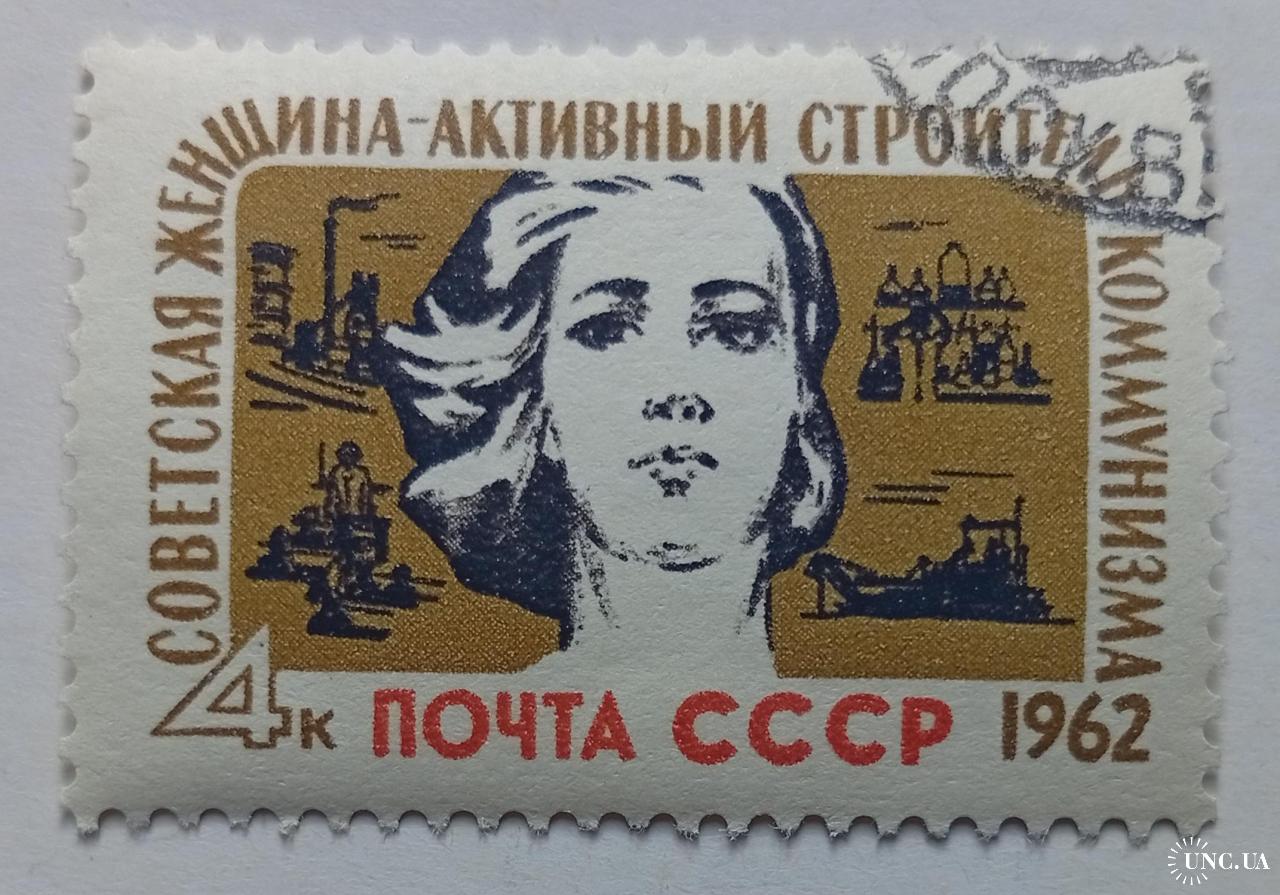 СОВЕТСКАЯ ЖЕНЩИНА-АКТИВНЫЙ СТРОИТЕЛЬ КОММУНИЗМА
4к ПОЧТА СССР 1962
UNC.UA